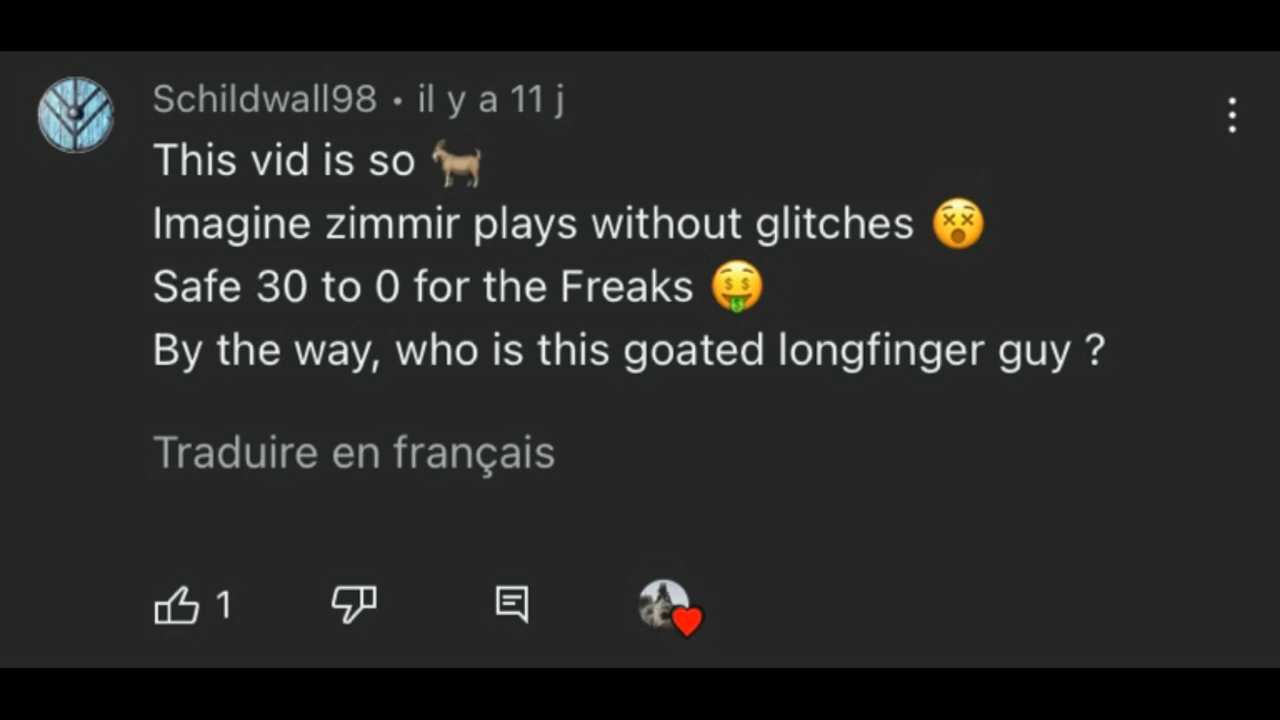 Schildwall98 • il y a 11 j
This vid is so 🐐
Imagine zimmir plays without glitches 😵
Safe 30 to 0 for the Freaks 🤑
By the way, who is this goated longfinger guy ?
Traduire en français
1